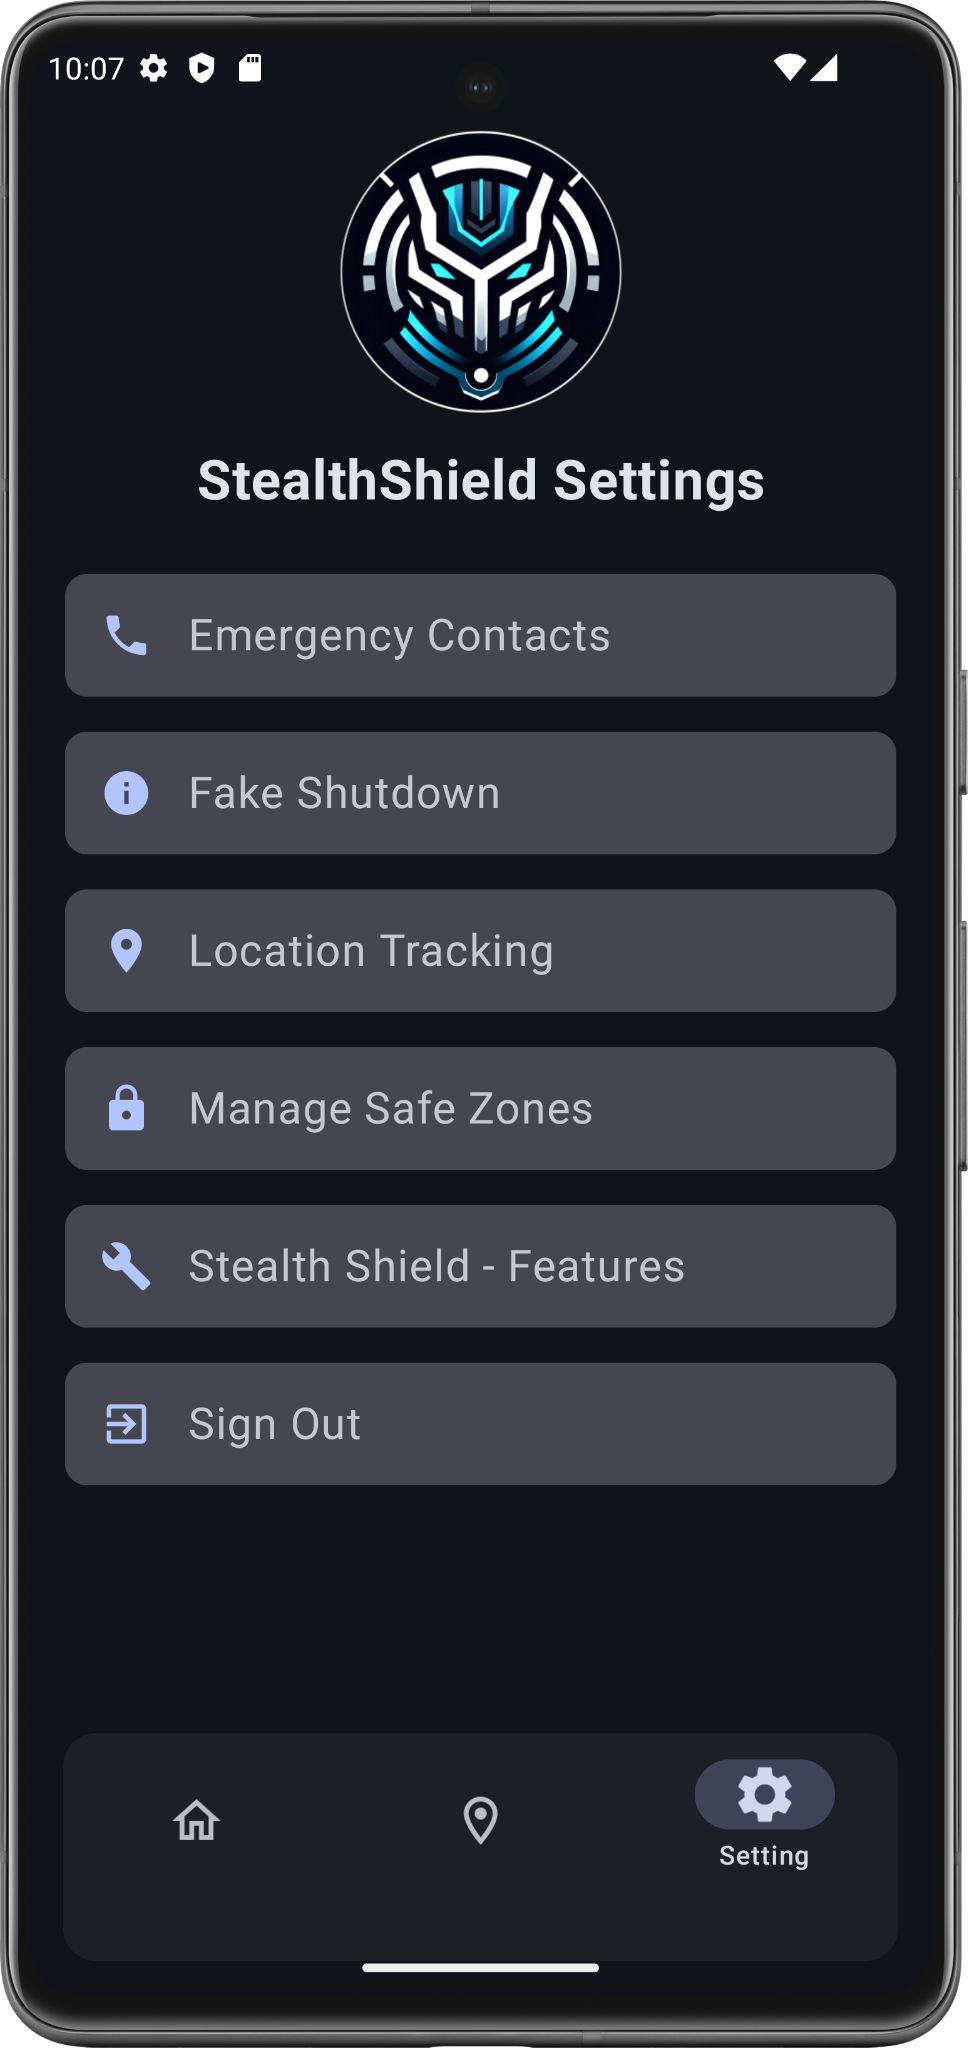 10:07
StealthShield Settings
Emergency Contacts
Fake Shutdown
Location Tracking
Manage Safe Zones
Stealth Shield - Features
Sign Out
Setting